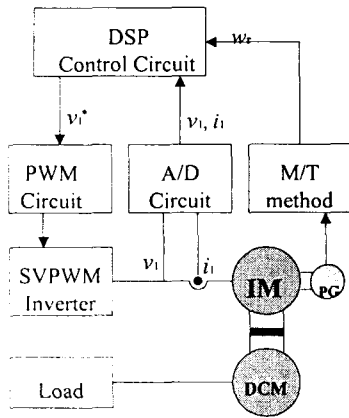 DSP
Control Circuit
wr
v1*
v1, i1
PWM
Circuit
A/D
Circuit
M/T
method
SVPWM
Inverter
v1
i1
IM
PG
Load
DCM